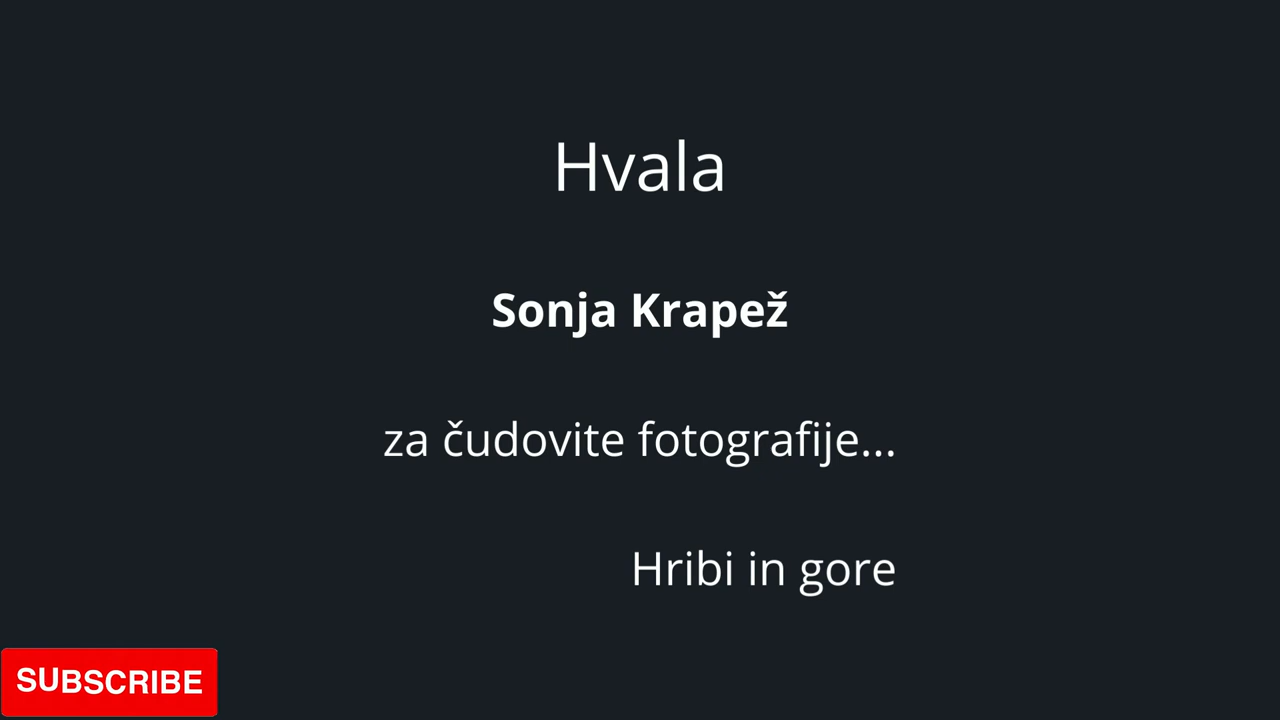 Hvala
Sonja Krapež
za čudovite fotografije...
Hribi in gore
SUBSCRIBE